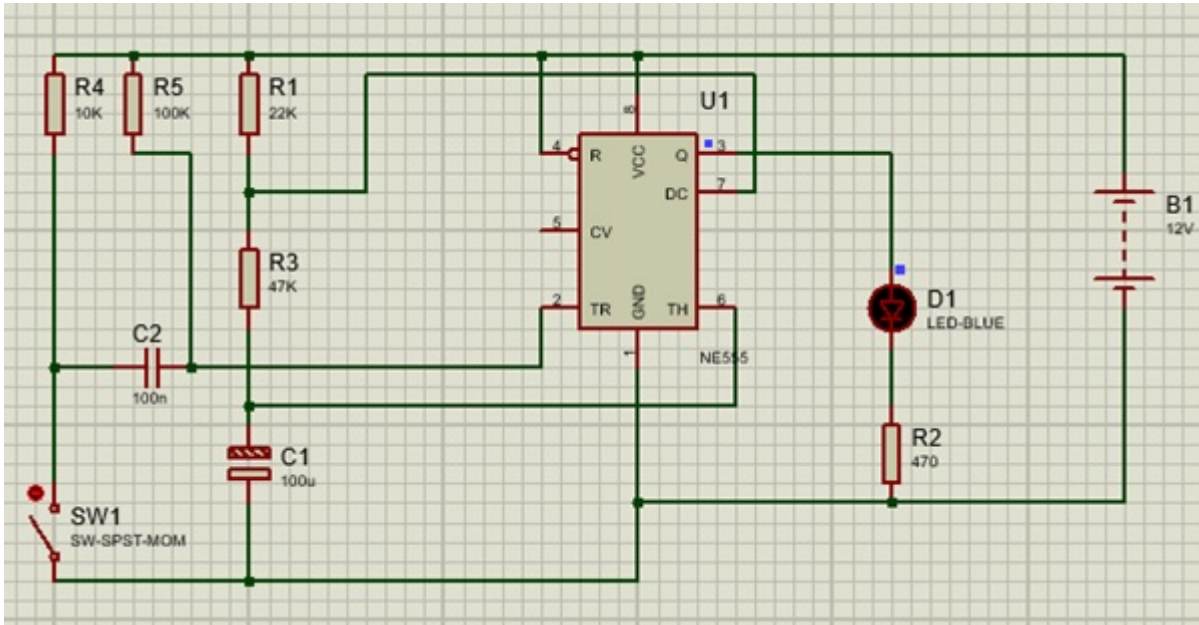 R4
10K
R5
100K
R1
22K
U1
8
4
R
VCC
Q
3
DC
7
5
CV
B1
12V
R3
47K
2
TR
GND
TH
6
D1
LED-BLUE
C2
100n
1
NE555
R2
470
C1
100u
SW1
SW-SPST-MOM